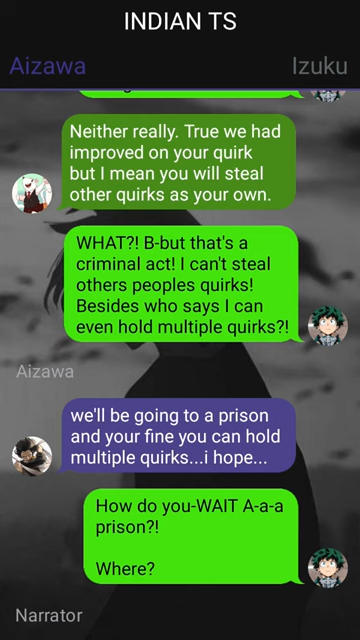 INDIAN TS
Aizawa
Izuku
Neither really. True we had
improved on your quirk
but I mean you will steal
other quirks as your own.
WHAT?! B-but that's a
criminal act! I can't steal
others peoples quirks!
Besides who says I can
even hold multiple quirks?!
Aizawa
we'll be going to a prison
and your fine you can hold
multiple quirks...i hope...
How do you-WAIT A-a-a
prison?!
Where?
Narrator